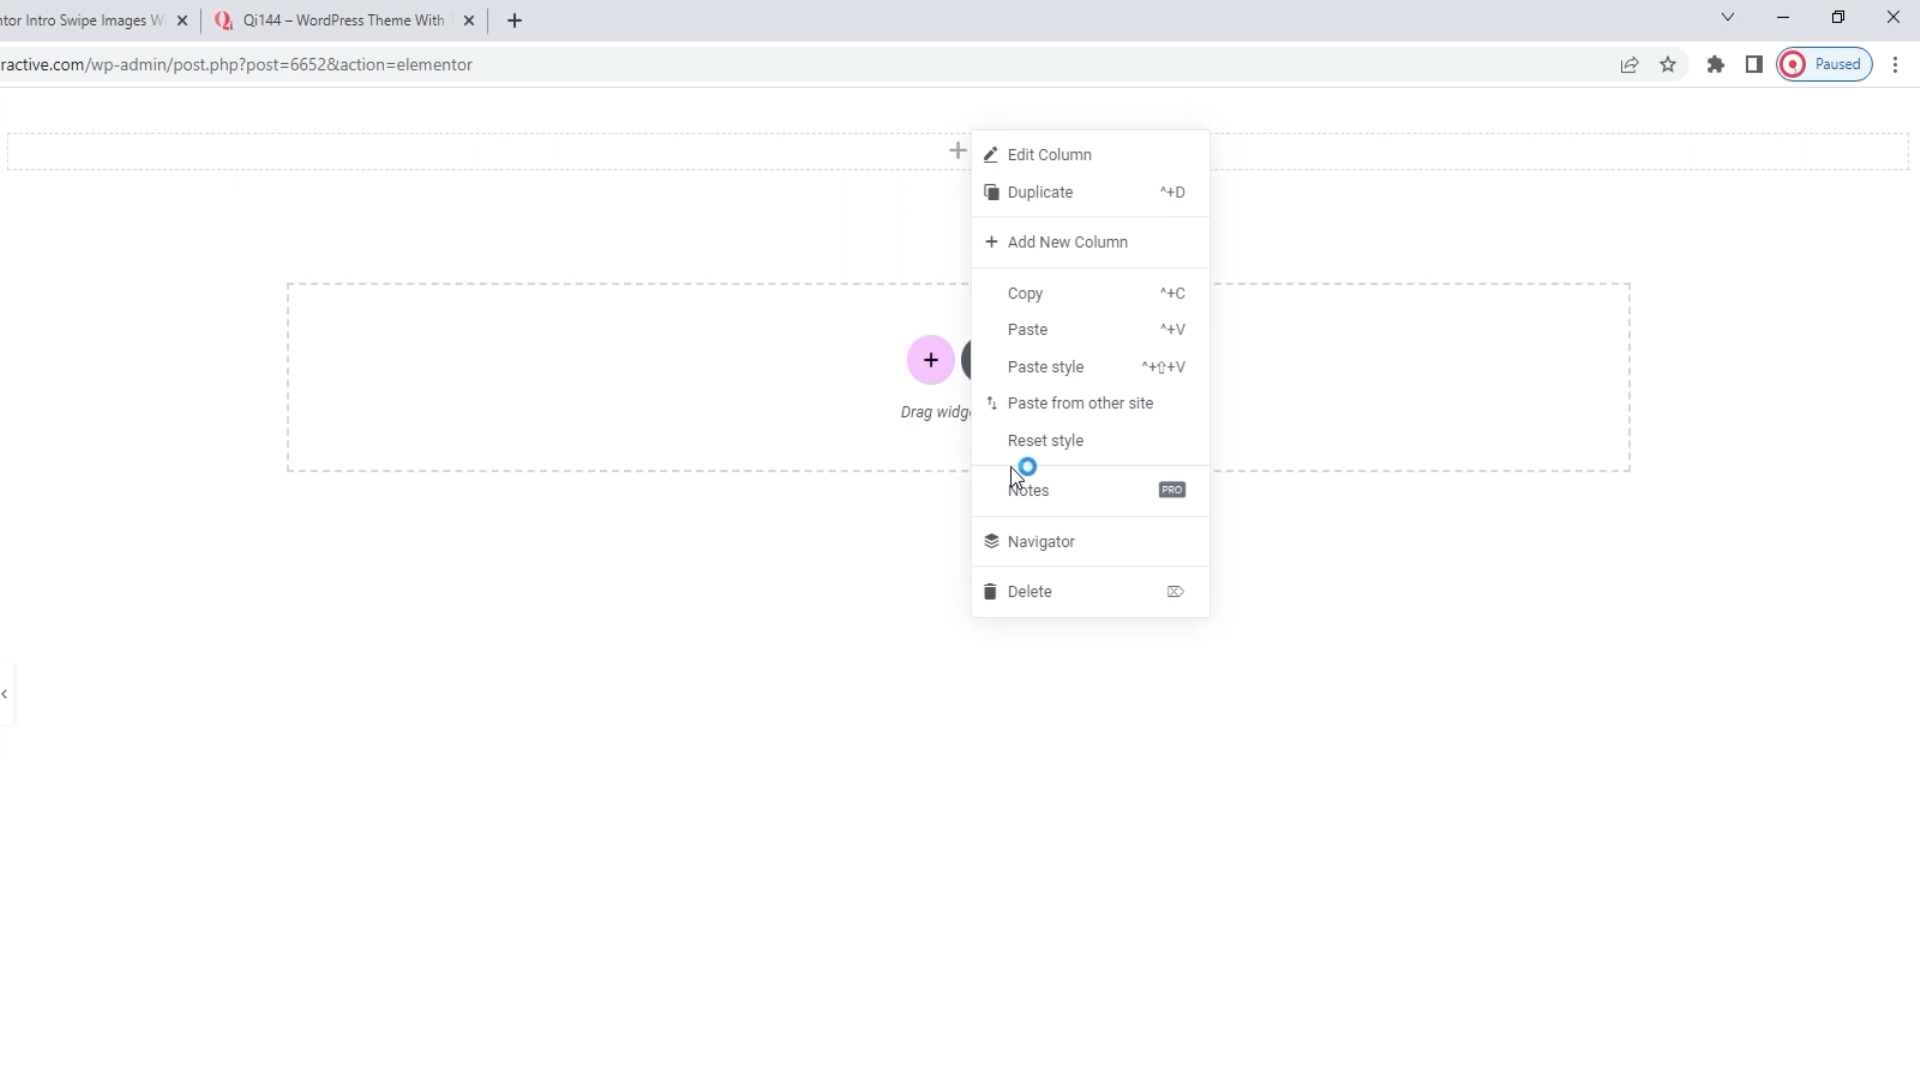 ntor Intro Swipe Images W
Qi144 – WordPress Theme With
ractive.com/wp-admin/post.php?post=6652&action=elementor
Paused
Edit Column
Duplicate ^+D
Add New Column
Copy ^+C
Paste ^+V
Paste style ^+⇧+V
Drag widge
Paste from other site
Reset style
Notes PRO
Navigator
Delete ⌦